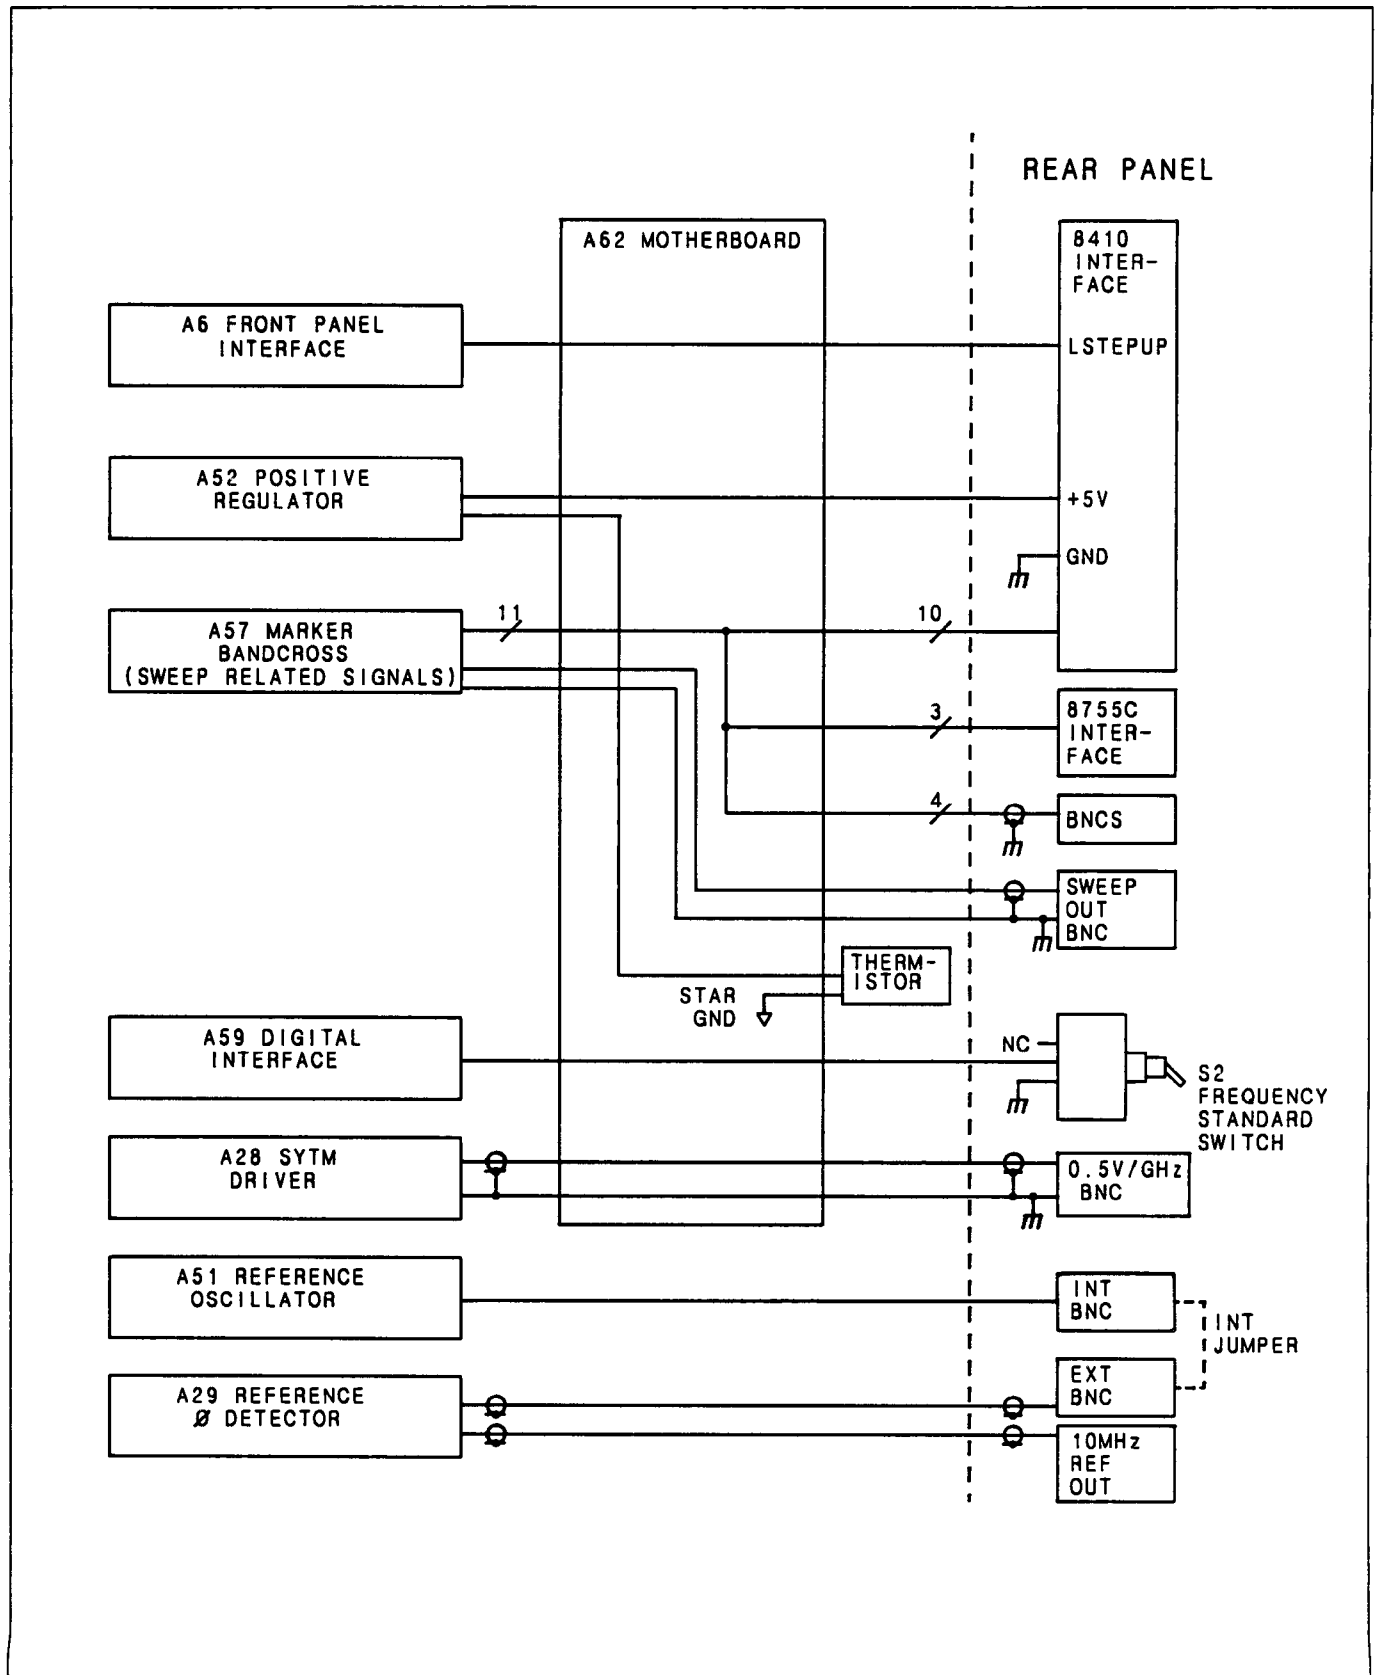 REAR PANEL
A62 MOTHERBOARD
8410
INTER-
FACE
A6 FRONT PANEL
INTERFACE
LSTEPUP
A52 POSITIVE
REGULATOR
+5V
GND
A57 MARKER
BANDCROSS
(SWEEP RELATED SIGNALS)
11
10
3
8755C
INTER-
FACE
4
BNCS
SWEEP
OUT
BNC
THERM-
ISTOR
STAR
GND
A59 DIGITAL
INTERFACE
NC
S2
FREQUENCY
STANDARD
SWITCH
A28 SYTM
DRIVER
0.5V/GHz
BNC
A51 REFERENCE
OSCILLATOR
INT
BNC
INT
JUMPER
A29 REFERENCE
Ø DETECTOR
EXT
BNC
10MHz
REF
OUT